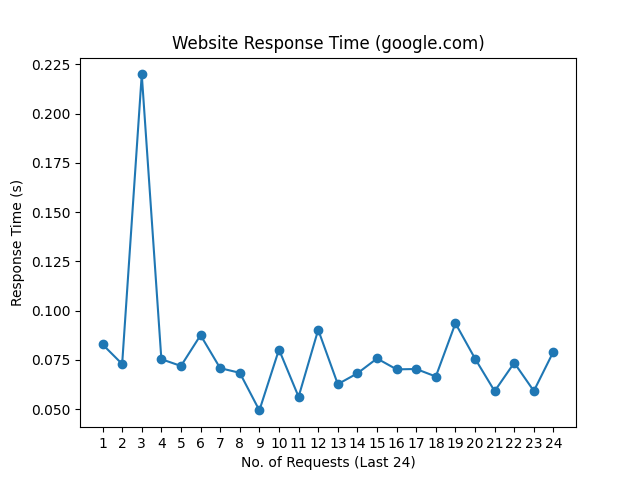 Website Response Time (google.com)
0.225
0.200
0.175
0.150
0.125
0.100
0.075
0.050
Response Time (s)
1 2 3 4 5 6 7 8 9 10 11 12 13 14 15 16 17 18 19 20 21 22 23 24
No. of Requests (Last 24)